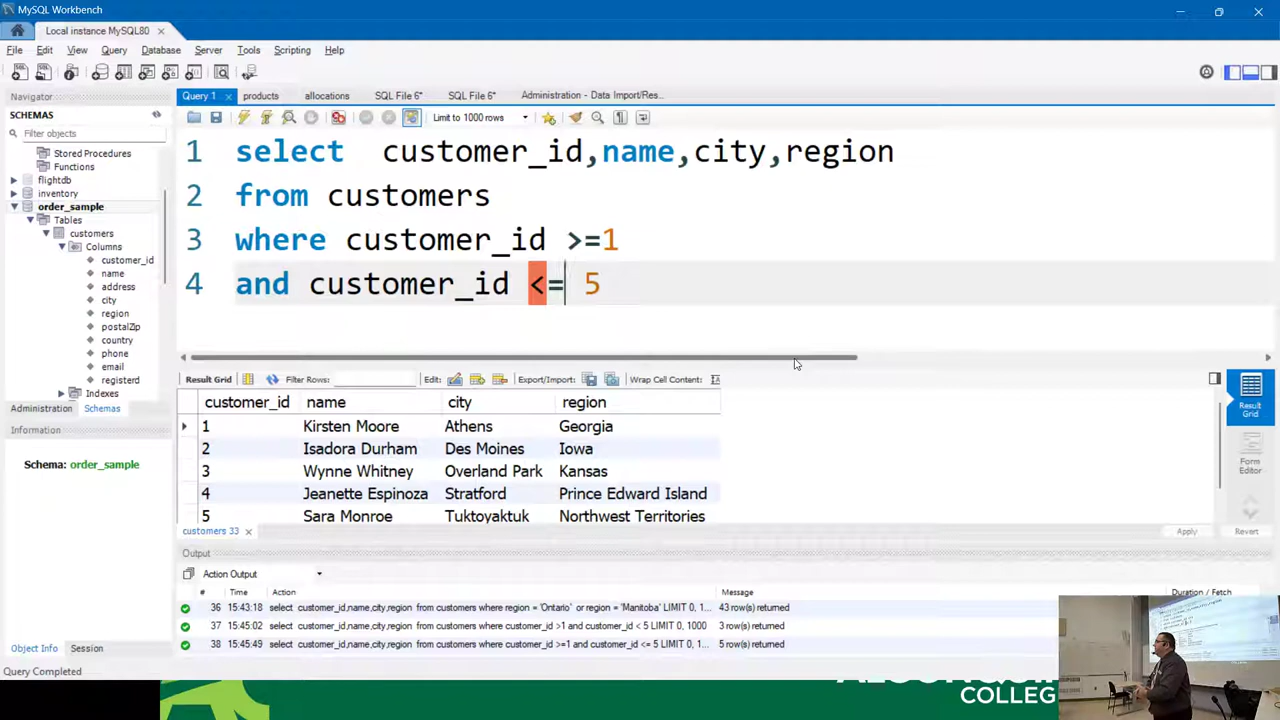 MySQL Workbench
Local instance MySQL80
File Edit View Query Database Server Tools Scripting Help
Navigator
SCHEMAS
Filter objects
Stored Procedures
Functions
flightdb
inventory
order_sample
Tables
customers
Columns
customer_id
name
address
city
region
postalZip
country
phone
email
registerd
Indexes
Administration Schemas
Information
Schema: order_sample
Object Info Session
Query Completed
Query 1 products allocations SQL File 6* SQL File 6* Administration - Data Import/Res...
Limit to 1000 rows
1 select  customer_id,name,city,region
2 from customers
3 where customer_id >=1
4 and customer_id <= 5
Result Grid Filter Rows: Edit: Export/Import: Wrap Cell Content:
customer_id name city region
1 Kirsten Moore Athens Georgia
2 Isadora Durham Des Moines Iowa
3 Wynne Whitney Overland Park Kansas
4 Jeanette Espinoza Stratford Prince Edward Island
5 Sara Monroe Tuktoyaktuk Northwest Territories
Result Grid
Form Editor
customers 33
Apply Revert
Output
Action Output
# Time Action Message Duration / Fetch
36 15:43:18 select customer_id,name,city,region from customers where region = 'Ontario' or region = 'Manitoba' LIMIT 0, 1... 43 row(s) returned
37 15:45:02 select customer_id,name,city,region from customers where customer_id >1 and customer_id < 5 LIMIT 0, 1000 3 row(s) returned
38 15:45:49 select customer_id,name,city,region from customers where customer_id >=1 and customer_id <= 5 LIMIT 0, 1... 5 row(s) returned
COLLEG